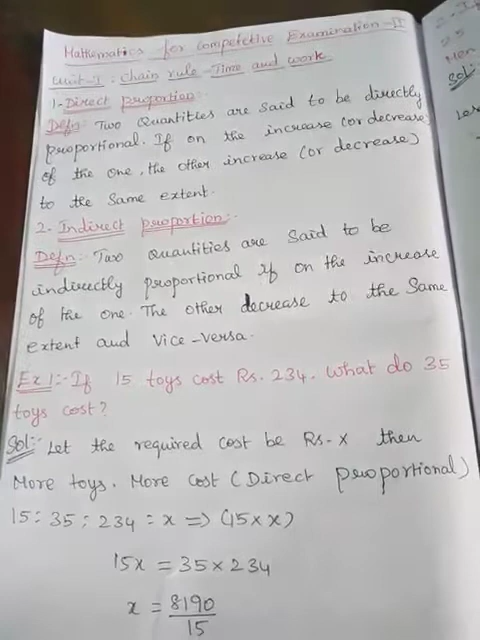 Mathematics for Competctive Examination-II
Unit-I : Chain rule - Time and work
1- Direct proportion:-
Defn:- Two Quantities are said to be directly
proportional. If on the increase (or decrease)
of the one, the other increase (or decrease)
to the same extent.
2- Indirect proportion:-
Defn:- Two Quantities are said to be
indirectly proportional if on the increase
of the one. The other decrease to the same
extent and Vice-versa.
Ex 1:- If 15 toys cost Rs. 234. What do 35
toys cost?
Sol:- Let the required cost be Rs-x then
More toys. More cost (Direct proportional)
15 : 35 : 234 : x => (15 x x)
15x = 35 x 234
x = 8190
15
35
Men
Sol: